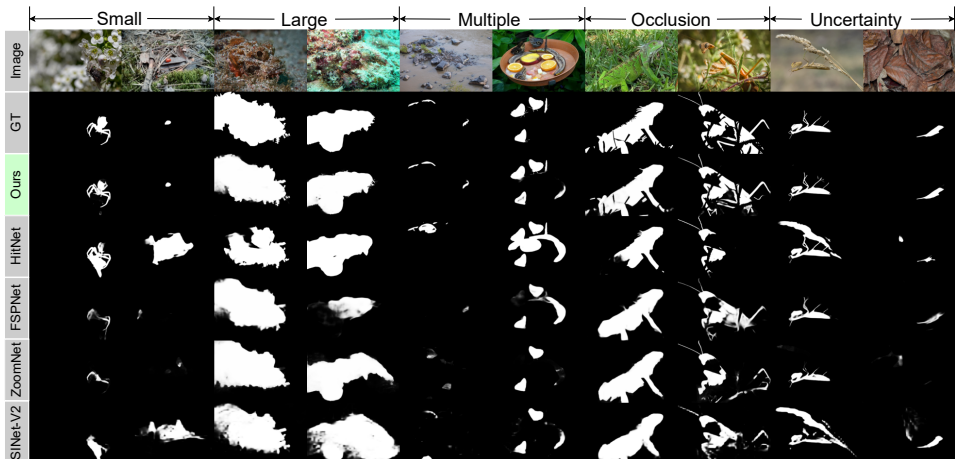 Small Large Multiple Occlusion Uncertainty
Image
GT
Ours
HitNet
FSPNet
ZoomNet
SINet-V2